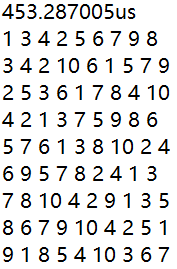 453.287005us
1 3 4 2 5 6 7 9 8
3 4 2 10 6 1 5 7 9
2 5 3 6 1 7 8 4 10
4 2 1 3 7 5 9 8 6
5 7 6 1 3 8 10 2 4
6 9 5 7 8 2 4 1 3
7 8 10 4 2 9 1 3 5
8 6 7 9 10 4 2 5 1
9 1 8 5 4 10 3 6 7